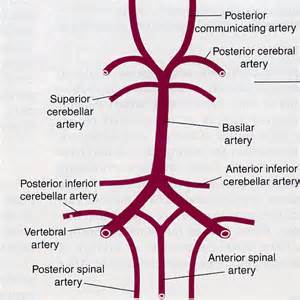 Posterior
communicating artery
Posterior cerebral
artery
Superior
cerebellar
artery
Basilar
artery
Anterior inferior
cerebellar artery
Posterior inferior
cerebellar artery
Vertebral
artery
Posterior spinal
artery
Anterior spinal
artery